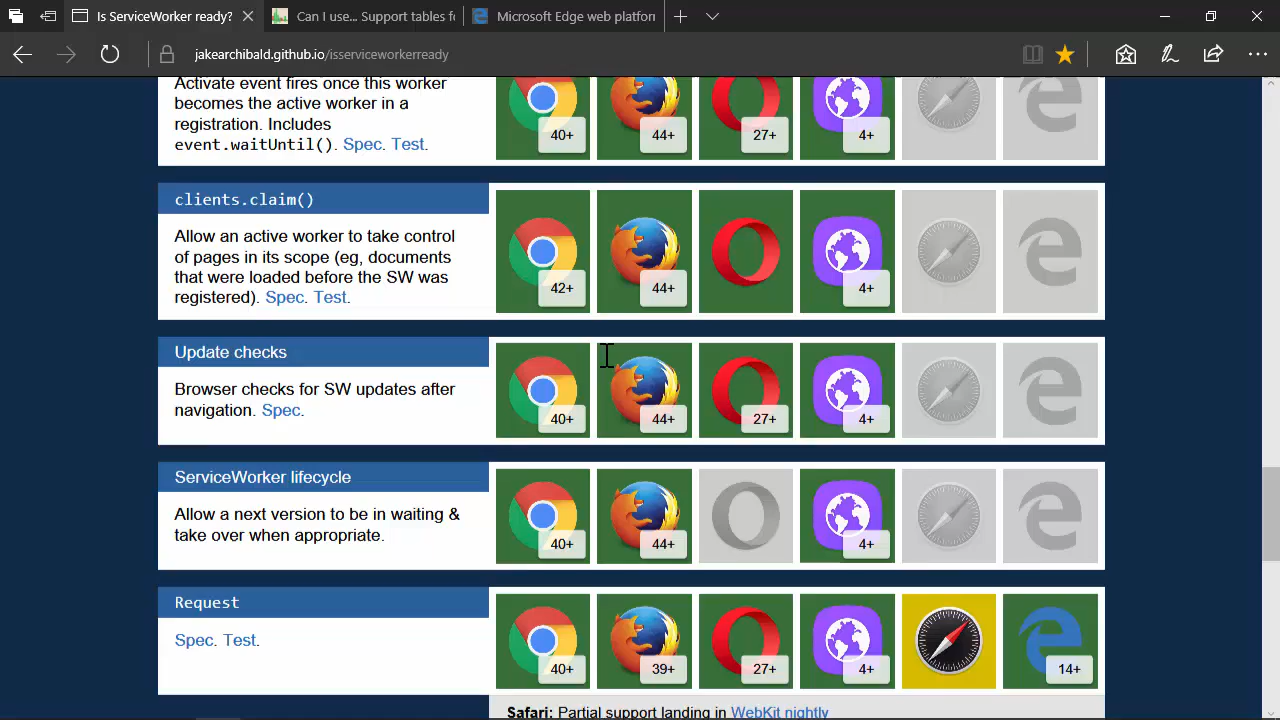 Is ServiceWorker ready?
Can I use... Support tables fo
Microsoft Edge web platforn
jakearchibald.github.io/isserviceworkerready
Activate event fires once this worker
becomes the active worker in a
registration. Includes
event.waitUntil(). Spec. Test.
40+
44+
27+
4+
clients.claim()
Allow an active worker to take control
of pages in its scope (eg, documents
that were loaded before the SW was
registered). Spec. Test.
42+
44+
4+
Update checks
Browser checks for SW updates after
navigation. Spec.
40+
44+
27+
4+
ServiceWorker lifecycle
Allow a next version to be in waiting &
take over when appropriate.
40+
44+
4+
Request
Spec. Test.
40+
39+
27+
4+
14+
Safari: Partial support landing in WebKit nightly